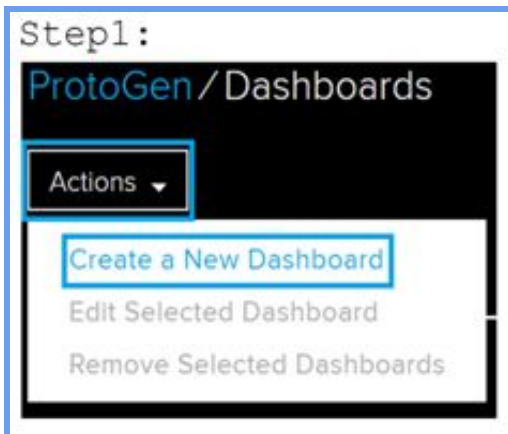 Step1:
ProtoGen / Dashboards
Actions
Create a New Dashboard
Edit Selected Dashboard
Remove Selected Dashboards